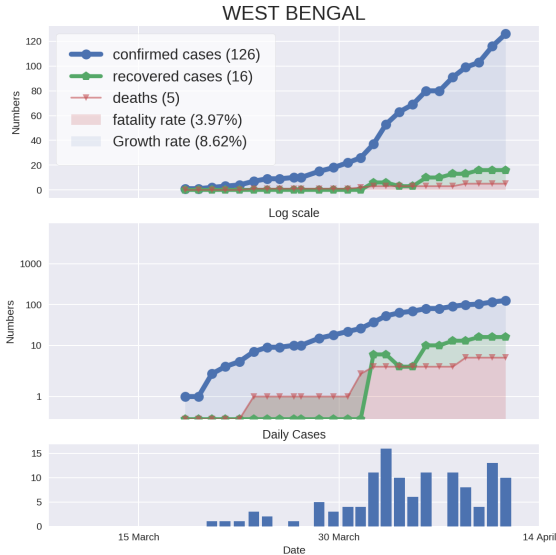 WEST BENGAL
confirmed cases (126)
recovered cases (16)
deaths (5)
fatality rate (3.97%)
Growth rate (8.62%)
Numbers
120
100
80
60
40
20
0
Log scale
Numbers
1000
100
10
1
Daily Cases
15
10
5
0
15 March
30 March
14 April
Date